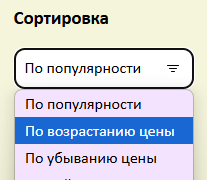 Сортировка
По популярности
По популярности
По возрастанию цены
По убыванию цены